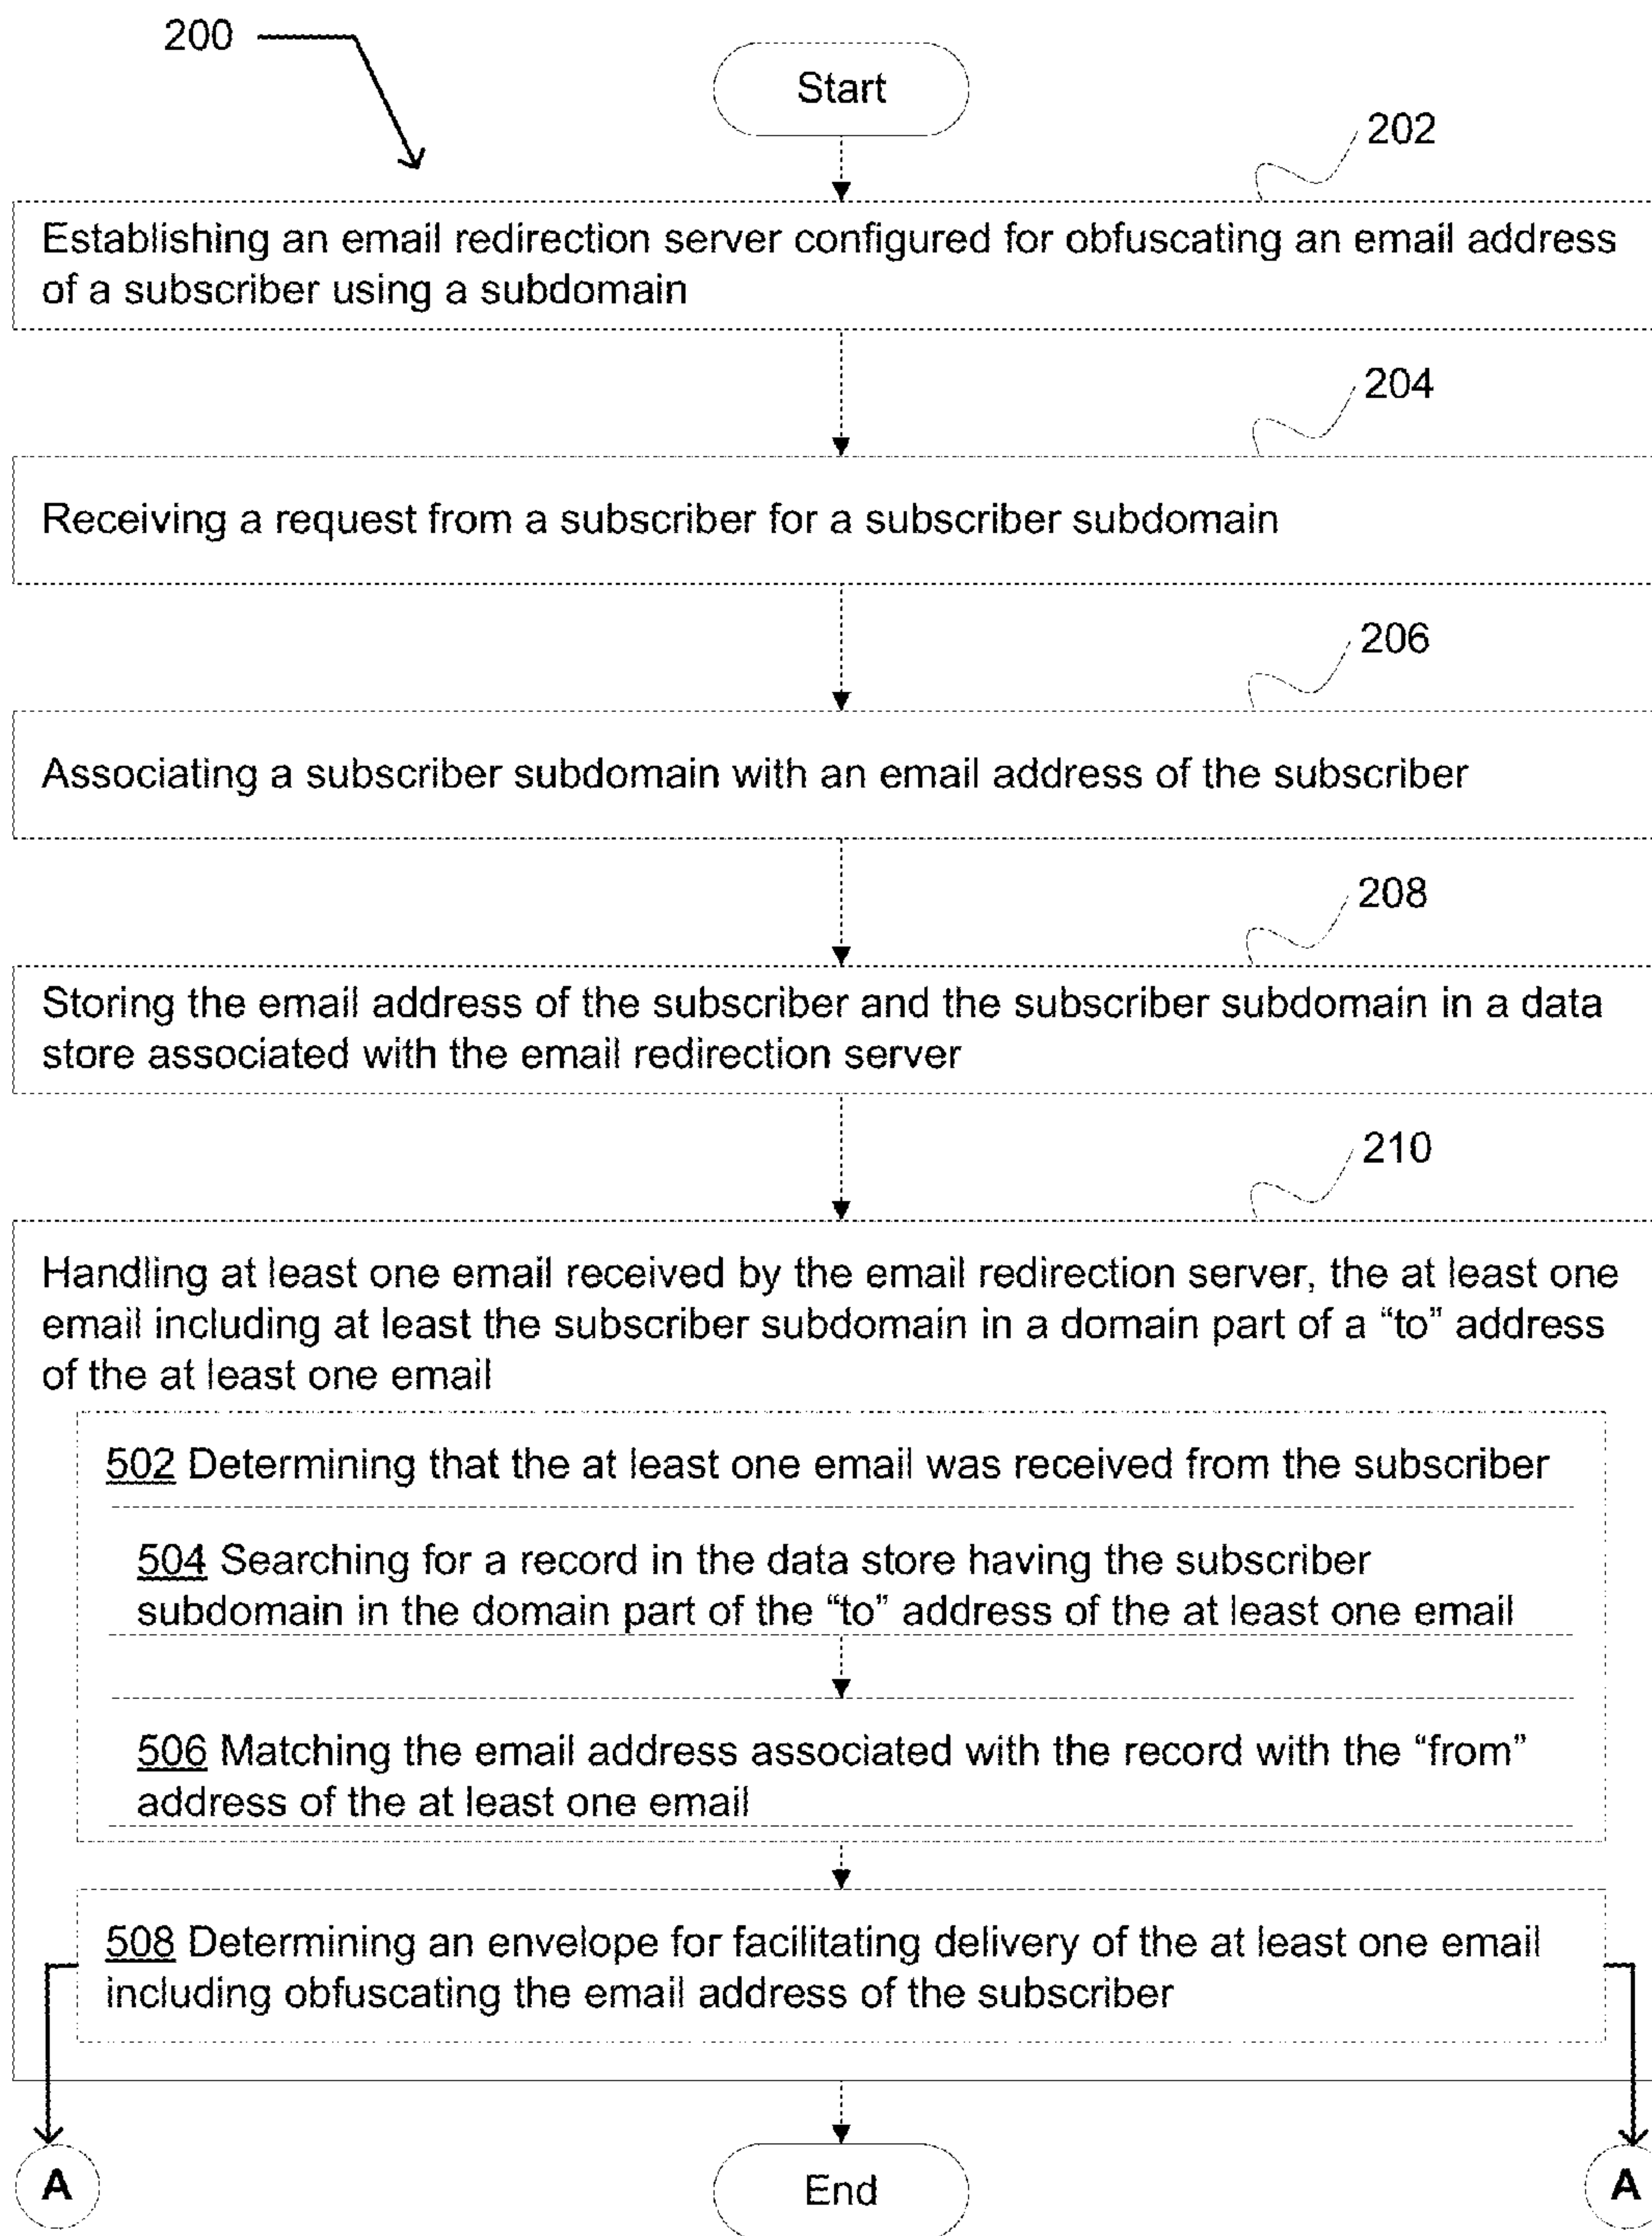 200
Start
202
Establishing an email redirection server configured for obfuscating an email address
of a subscriber using a subdomain
204
Receiving a request from a subscriber for a subscriber subdomain
206
Associating a subscriber subdomain with an email address of the subscriber
208
Storing the email address of the subscriber and the subscriber subdomain in a data
store associated with the email redirection server
210
Handling at least one email received by the email redirection server, the at least one
email including at least the subscriber subdomain in a domain part of a “to” address
of the at least one email
502 Determining that the at least one email was received from the subscriber
504 Searching for a record in the data store having the subscriber
subdomain in the domain part of the “to” address of the at least one email
506 Matching the email address associated with the record with the “from”
address of the at least one email
508 Determining an envelope for facilitating delivery of the at least one email
including obfuscating the email address of the subscriber
A
End
A